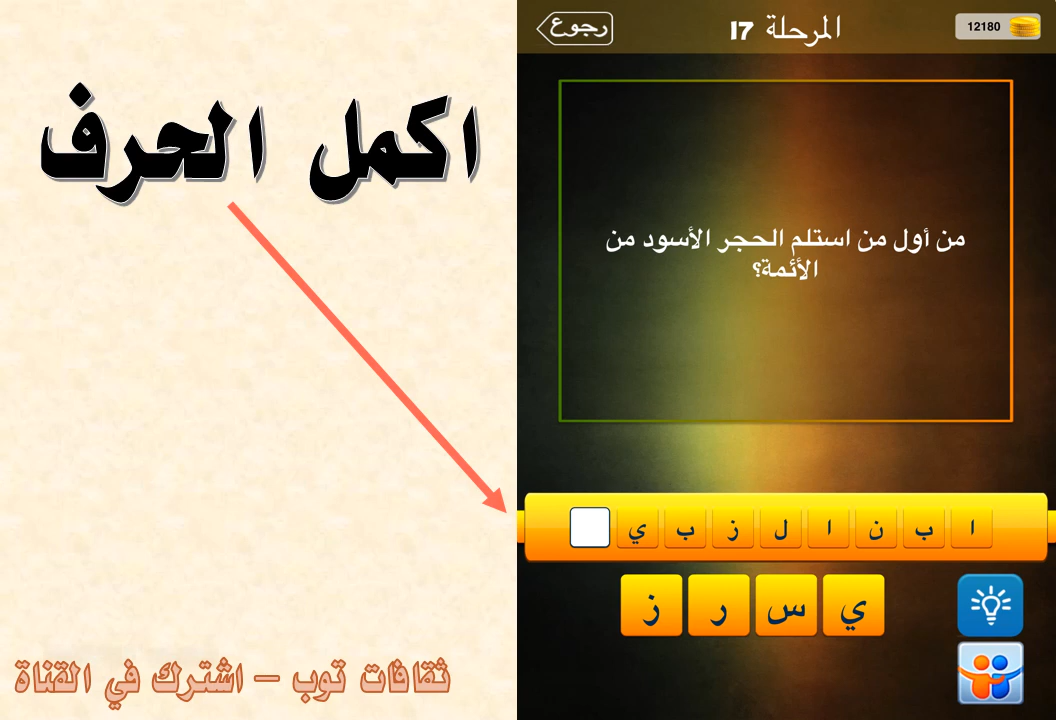 اكمل الحرف
ثقافات توب – اشترك في القناة
رجوع
المرحلة 17
12180
من أول من استلم الحجر الأسود من
الأئمة؟
ا ب ن ا ل ز ب ي
ي س ر ز